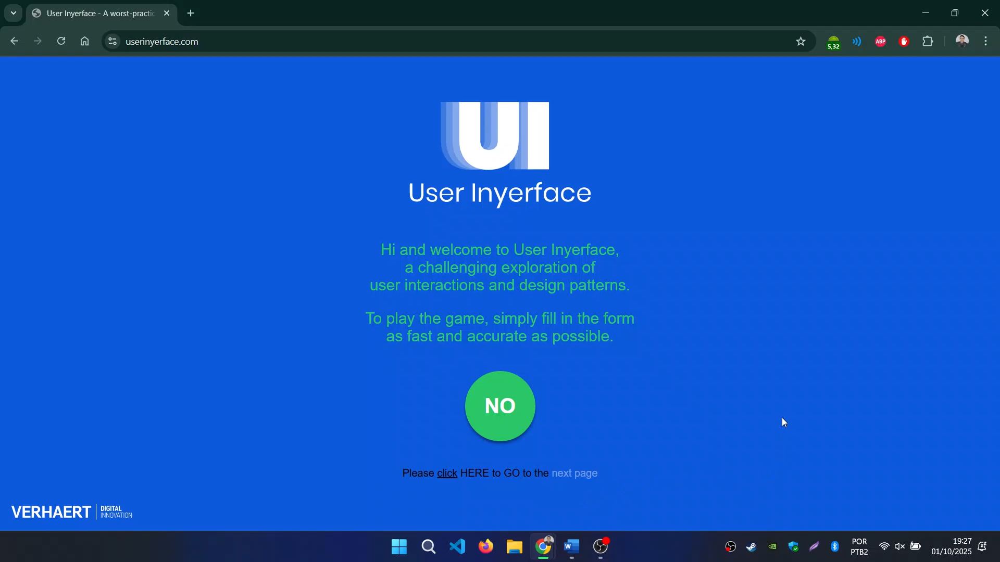 User Inyerface - A worst-practic
userinyerface.com
5,32
ABP
UI
User Inyerface
Hi and welcome to User Inyerface,
a challenging exploration of
user interactions and design patterns.
To play the game, simply fill in the form
as fast and accurate as possible.
NO
Please click HERE to GO to the next page
VERHAERT DIGITAL
INNOVATION
W
POR
PTB2
19:27
01/10/2025